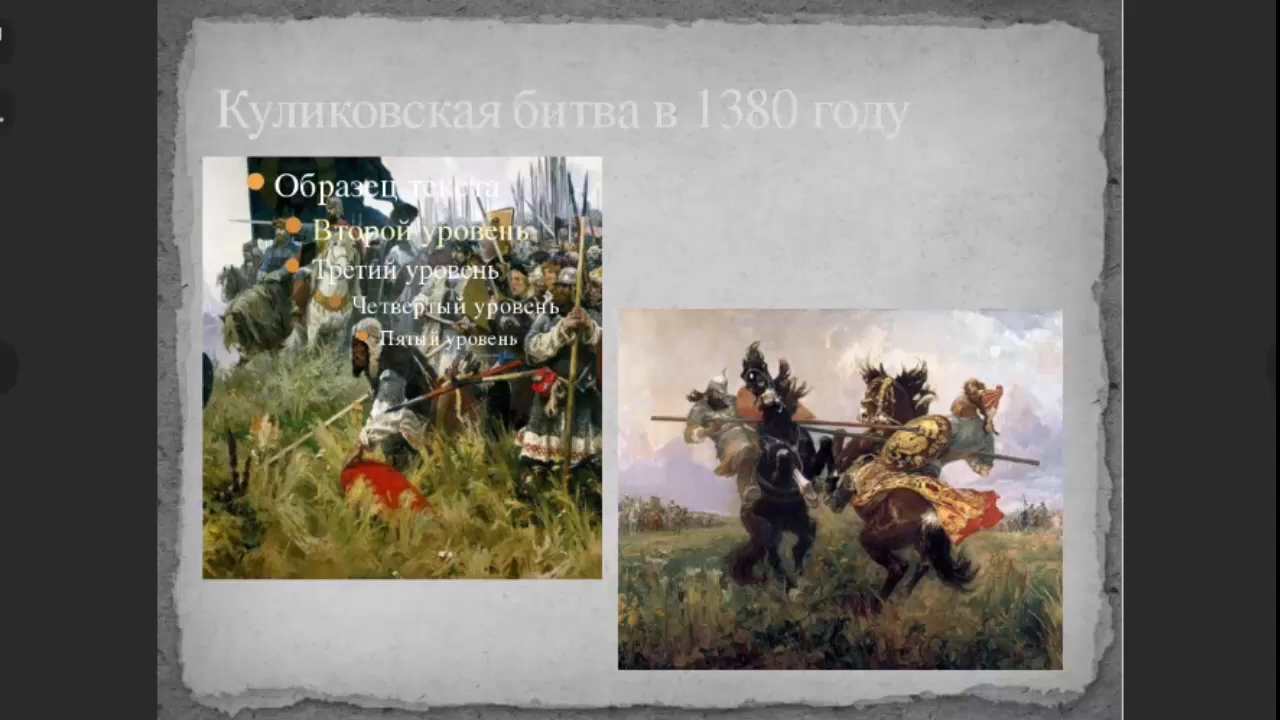 Куликовская битва в 1380 году
Образец текста
Второй уровень
Третий уровень
Четвертый уровень
Пятый уровень